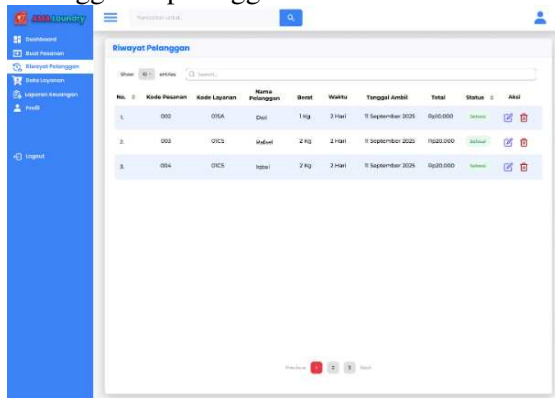 AMA Laundry
Dashboard
Buat Pesanan
Riwayat Pelanggan
Data Layanan
Laporan Keuangan
Profil
Logout
Riwayat Pelanggan
Show 10 entries Search...
No. Kode Pesanan Kode Layanan Nama Pelanggan Berat Waktu Tanggal Ambil Total Status Aksi
1. 002 01SA Dwi 1 Kg 2 Hari 11 September 2025 Rp10.000 Selesai
2. 003 01CS Rafael 2 Kg 2 Hari 11 September 2025 Rp20.000 Selesai
3. 004 01CS Iqbal 2 Kg 2 Hari 11 September 2025 Rp20.000 Selesai
Previous 1 2 3 Next